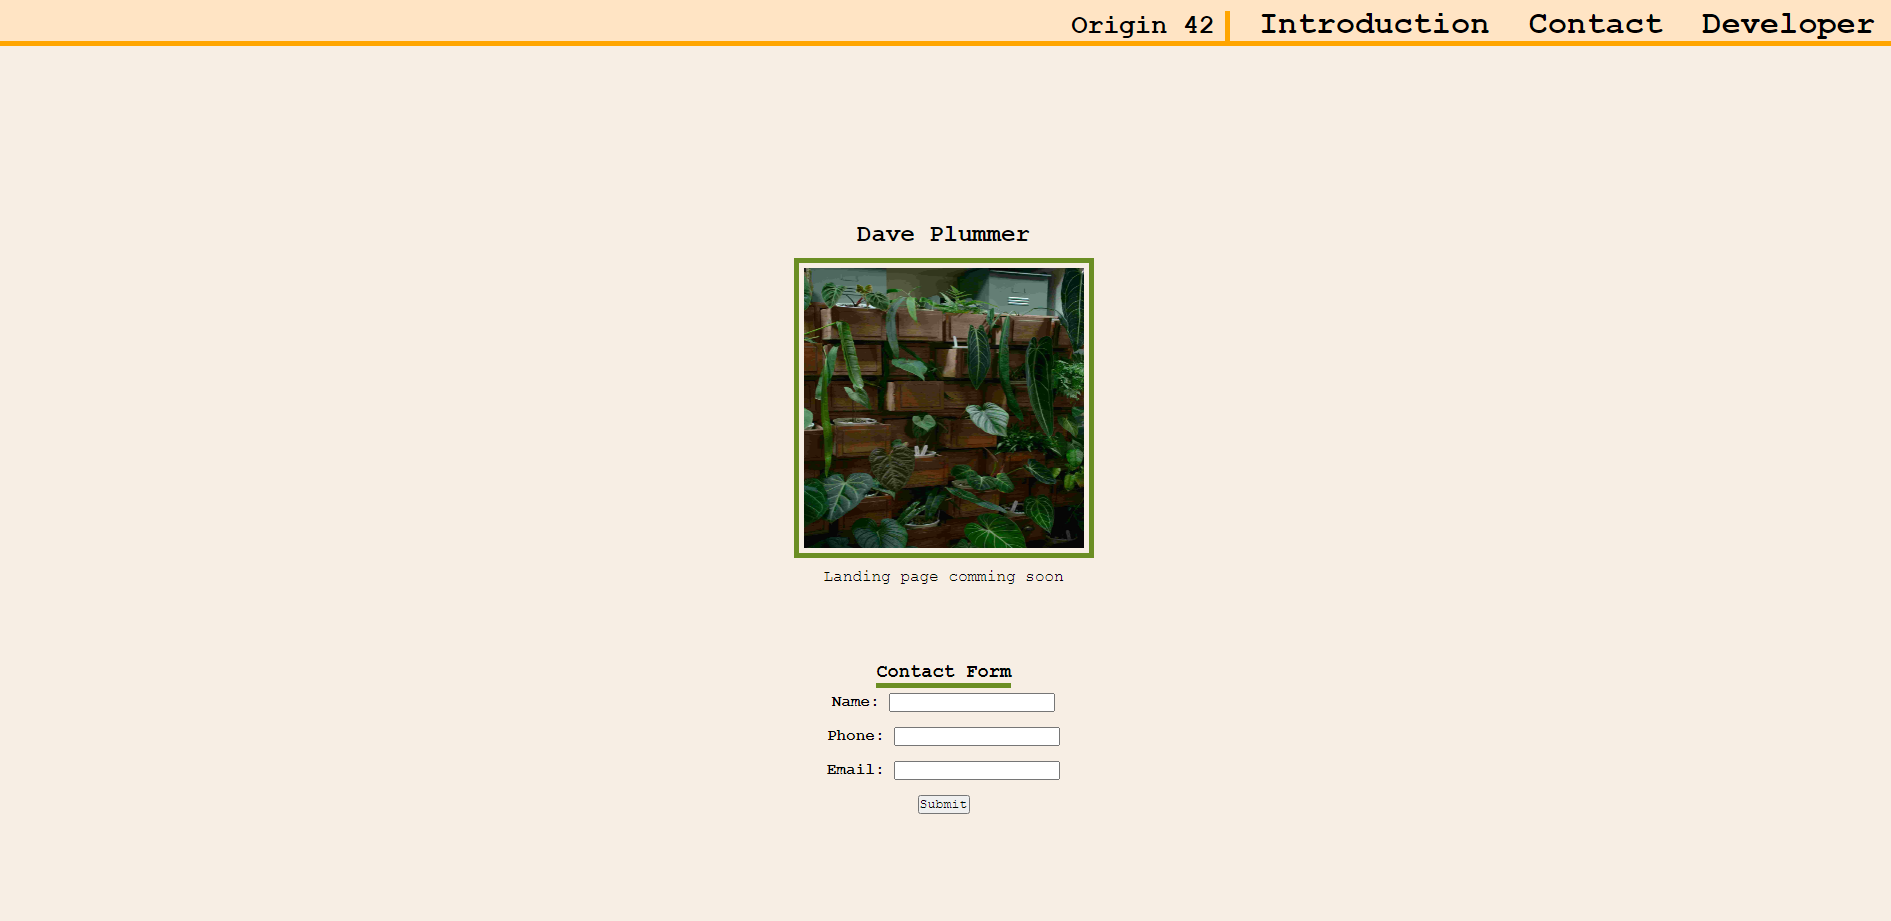 Origin 42 Introduction Contact Developer
Dave Plummer
Landing page comming soon
Contact Form
Name:
Phone:
Email:
Submit